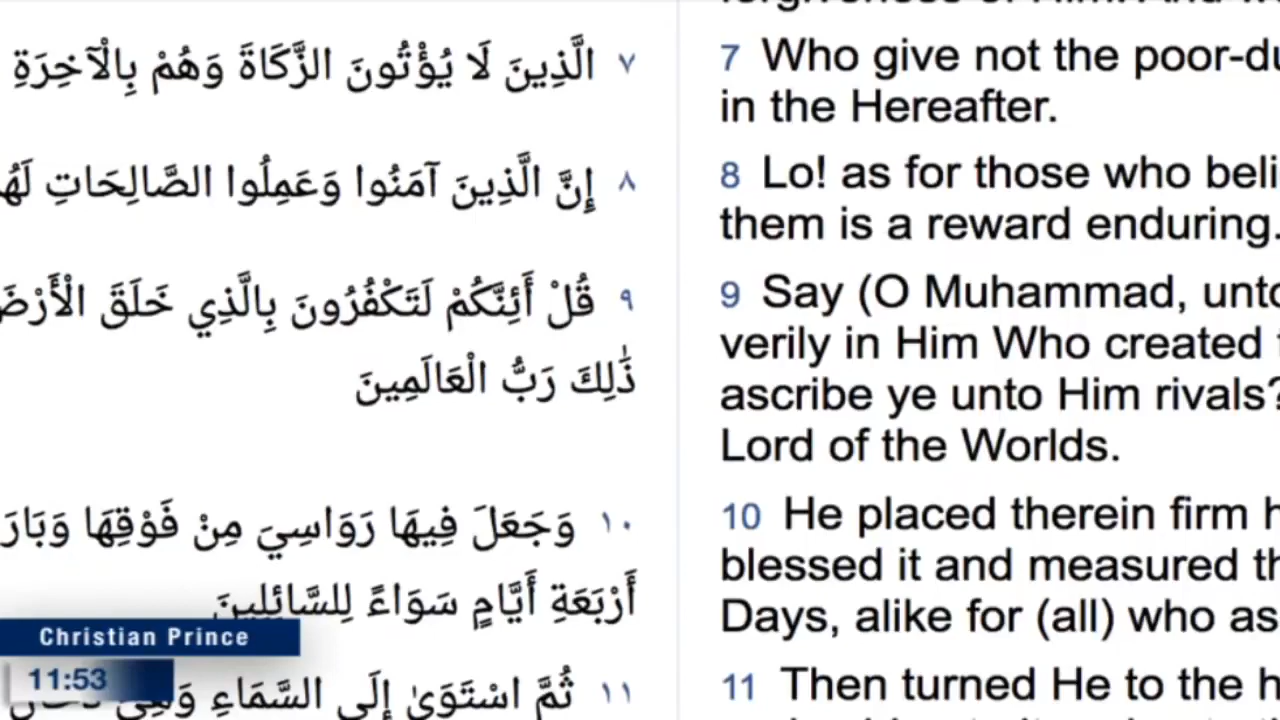 ٧ الَّذِينَ لَا يُؤْتُونَ الزَّكَاةَ وَهُمْ بِالْآخِرَةِ
٨ إِنَّ الَّذِينَ آمَنُوا وَعَمِلُوا الصَّالِحَاتِ
٩ قُلْ أَئِنَّكُمْ لَتَكْفُرُونَ بِالَّذِي خَلَقَ
ذَٰلِكَ رَبُّ الْعَالَمِينَ
١٠ وَجَعَلَ فِيهَا رَوَاسِيَ مِنْ فَوْقِهَا
أَرْبَعَةِ أَيَّامٍ سَوَاءً لِلسَّائِلِينَ
١١ ثُمَّ اسْتَوَىٰ إِلَى السَّمَاءِ وَهِيَ
7 Who give not the poor-du
in the Hereafter.
8 Lo! as for those who beli
them is a reward enduring.
9 Say (O Muhammad, unto
verily in Him Who created
ascribe ye unto Him rivals?
Lord of the Worlds.
10 He placed therein firm h
blessed it and measured th
Days, alike for (all) who as
11 Then turned He to the h
Christian Prince
11:53